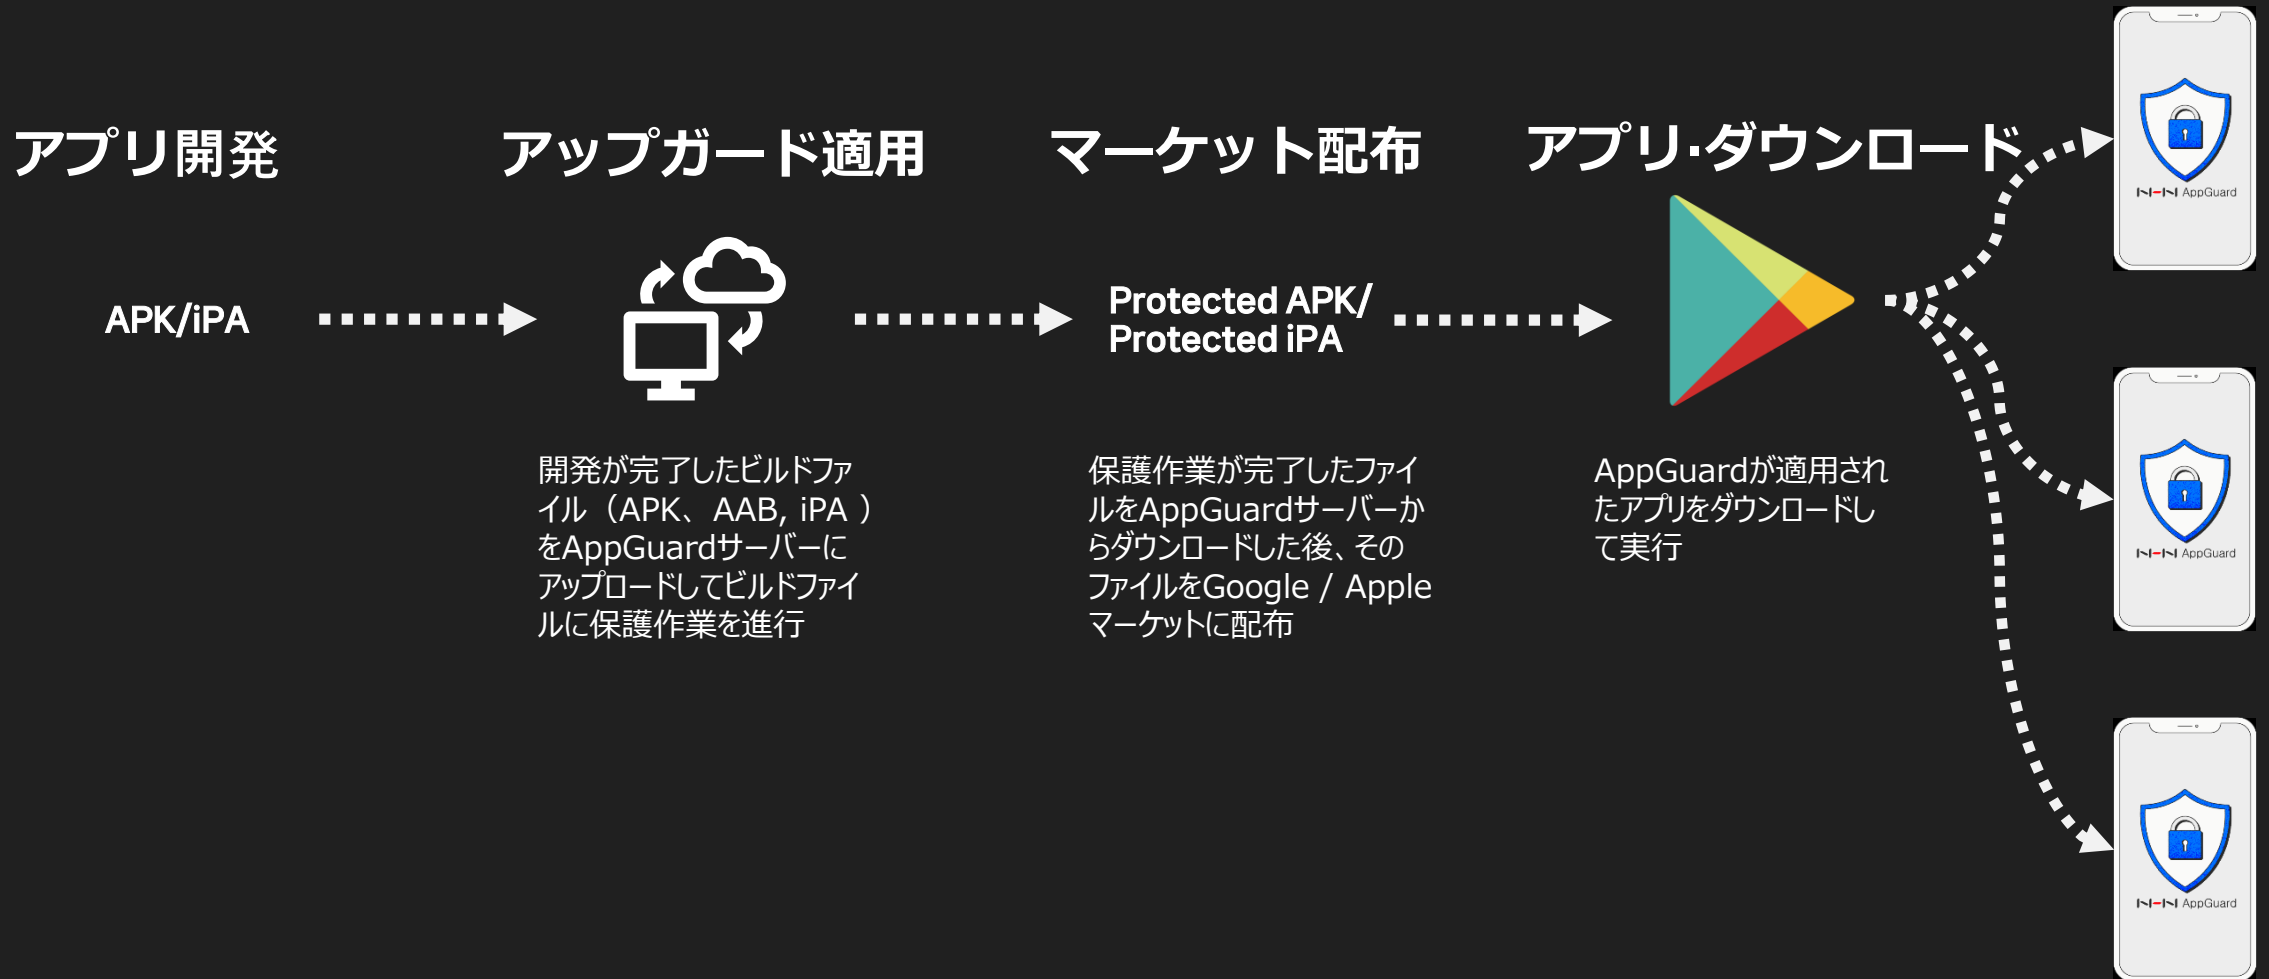 アプリ開発
アップガード適用
マーケット配布
アプリ・ダウンロード
APK/iPA
Protected APK/
Protected iPA
開発が完了したビルドファ
イル（APK、AAB, iPA ）
をAppGuardサーバーに
アップロードしてビルドファイ
ルに保護作業を進行
保護作業が完了したファイ
ルをAppGuardサーバーか
らダウンロードした後、その
ファイルをGoogle / Apple
マーケットに配布
AppGuardが適用され
たアプリをダウンロードし
て実行
NHN AppGuard
NHN AppGuard
NHN AppGuard